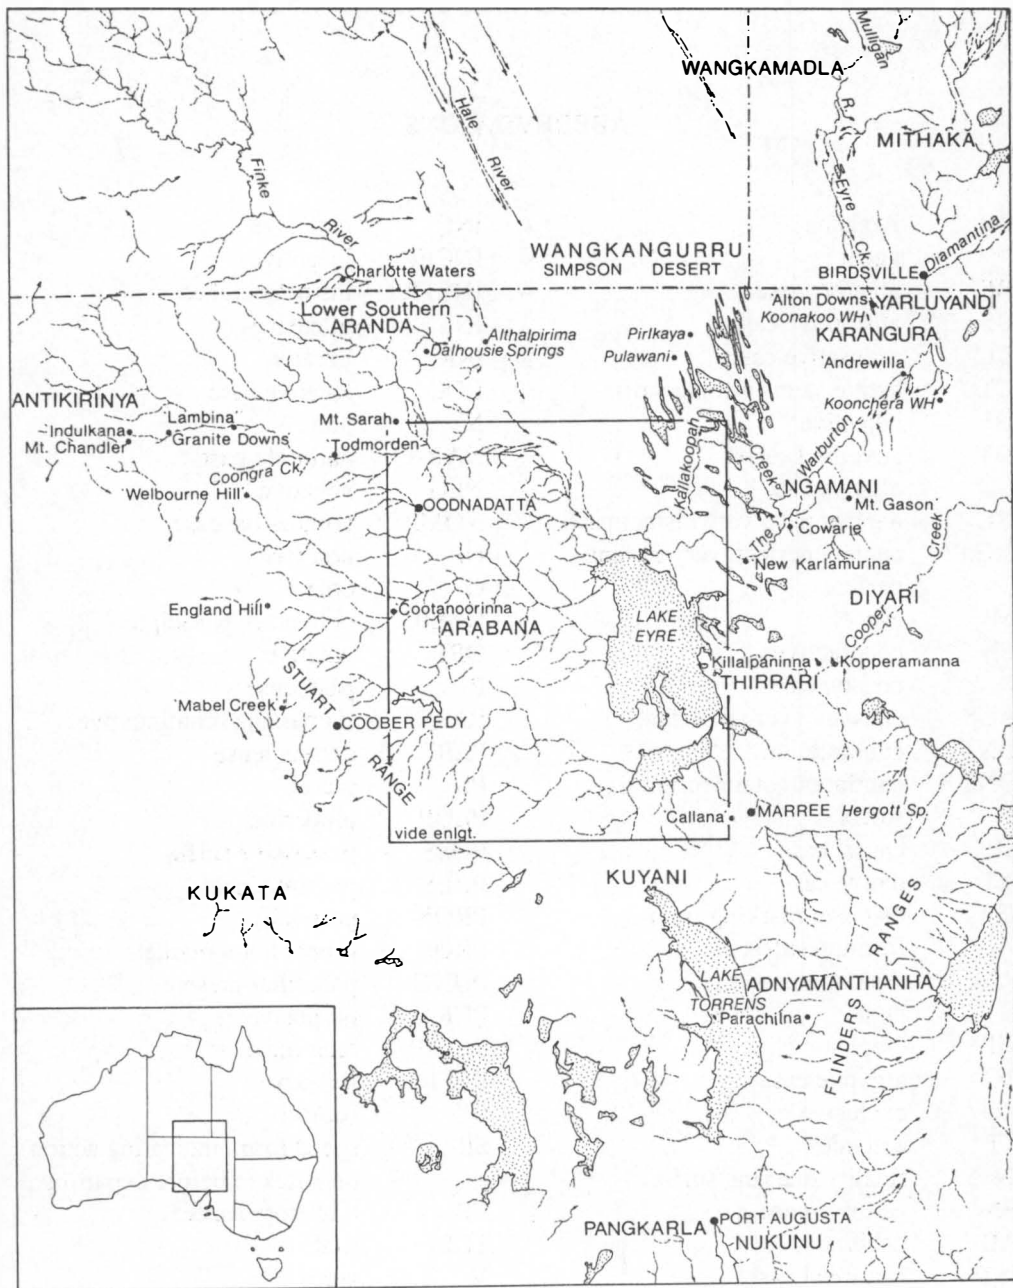 Mulligan
R.
WANGKAMADLA
MITHAKA
Hale
River
Finke
River
Eyre
Ck.
Diamantina
WANGKANGURRU
SIMPSON DESERT
BIRDSVILLE
Charlotte Waters
Alton Downs
YARLUYANDI
Koonakoo WH
Lower Southern
ARANDA
Althalpirima
Dalhousie Springs
Pirlkaya
Pulawani
KARANGURA
Andrewilla
Koonchera WH
ANTIKIRINYA
Lambina
Indulkana
Granite Downs
Mt. Chandler
Mt. Sarah
Todmorden
Coongra Ck.
Welbourne Hill
OODNADATTA
Kallakoopah
Creek
The Warburton
NGAMANI
Mt. Gason
Cowarie
New Karlamurina
DIYARI
Cooper
Creek
England Hill
Cootanoorinna
ARABANA
LAKE
EYRE
Killalpaninna
Kopperamanna
THIRRARI
STUART
RANGE
Mabel Creek
COOBER PEDY
Callana
MARREE Hergott Sp.
vide enlgt.
KUKATA
KUYANI
FLINDERS RANGES
LAKE
TORRENS
ADNYAMANTHANHA
Parachilna
PANGKARLA
PORT AUGUSTA
NUKUNU